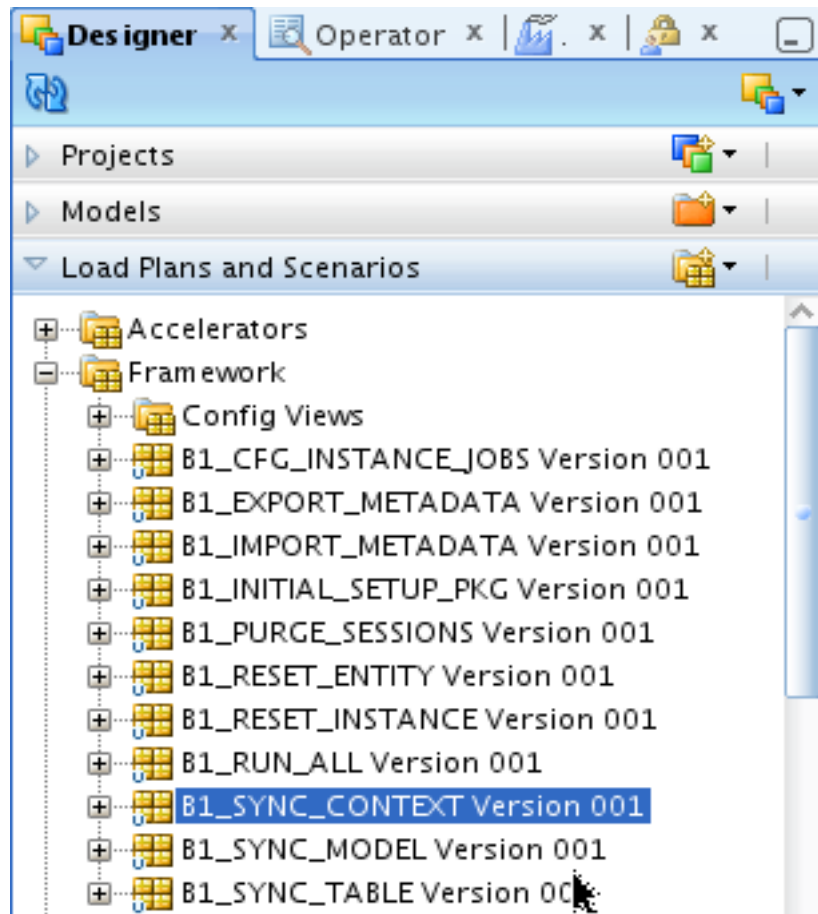 Designer x Operator x . x x
Projects
Models
Load Plans and Scenarios
Accelerators
Framework
Config Views
B1_CFG_INSTANCE_JOBS Version 001
B1_EXPORT_METADATA Version 001
B1_IMPORT_METADATA Version 001
B1_INITIAL_SETUP_PKG Version 001
B1_PURGE_SESSIONS Version 001
B1_RESET_ENTITY Version 001
B1_RESET_INSTANCE Version 001
B1_RUN_ALL Version 001
B1_SYNC_CONTEXT Version 001
B1_SYNC_MODEL Version 001
B1_SYNC_TABLE Version